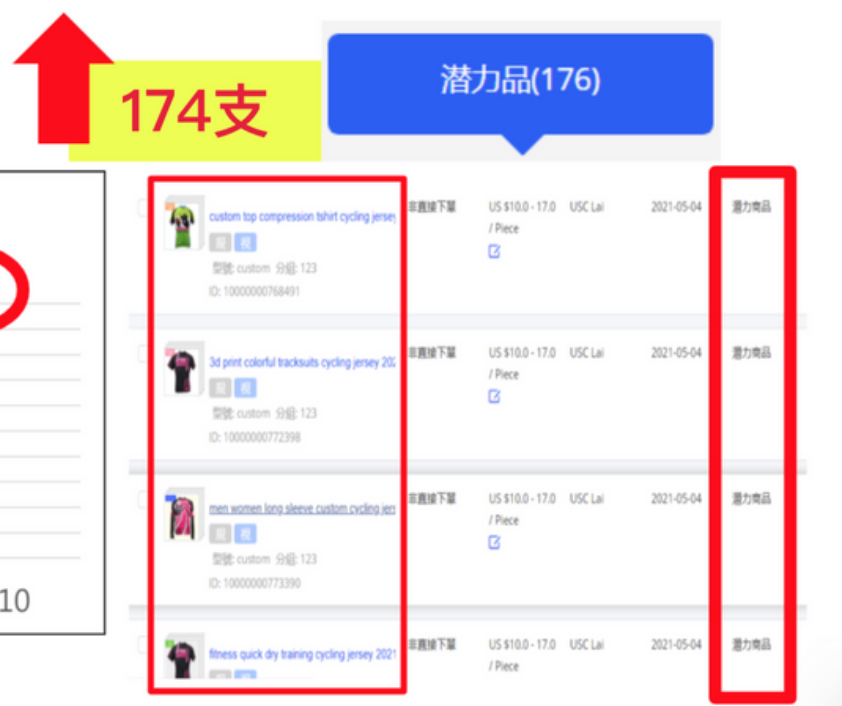 174支
潜力品(176)
10
custom top compression tshirt cycling jersey
視
型號: custom 分組: 123
ID: 10000000768491
非直接下單
US $10.0 - 17.0
/ Piece
USC Lai
2021-05-04
潛力商品
3d print colorful tracksuits cycling jersey 202
視
型號: custom 分組: 123
ID: 10000000772398
非直接下單
US $10.0 - 17.0
/ Piece
USC Lai
2021-05-04
潛力商品
men women long sleeve custom cycling jers
視
型號: custom 分組: 123
ID: 10000000773390
非直接下單
US $10.0 - 17.0
/ Piece
USC Lai
2021-05-04
潛力商品
fitness quick dry training cycling jersey 2021
非直接下單
US $10.0 - 17.0
/ Piece
USC Lai
2021-05-04
潛力商品